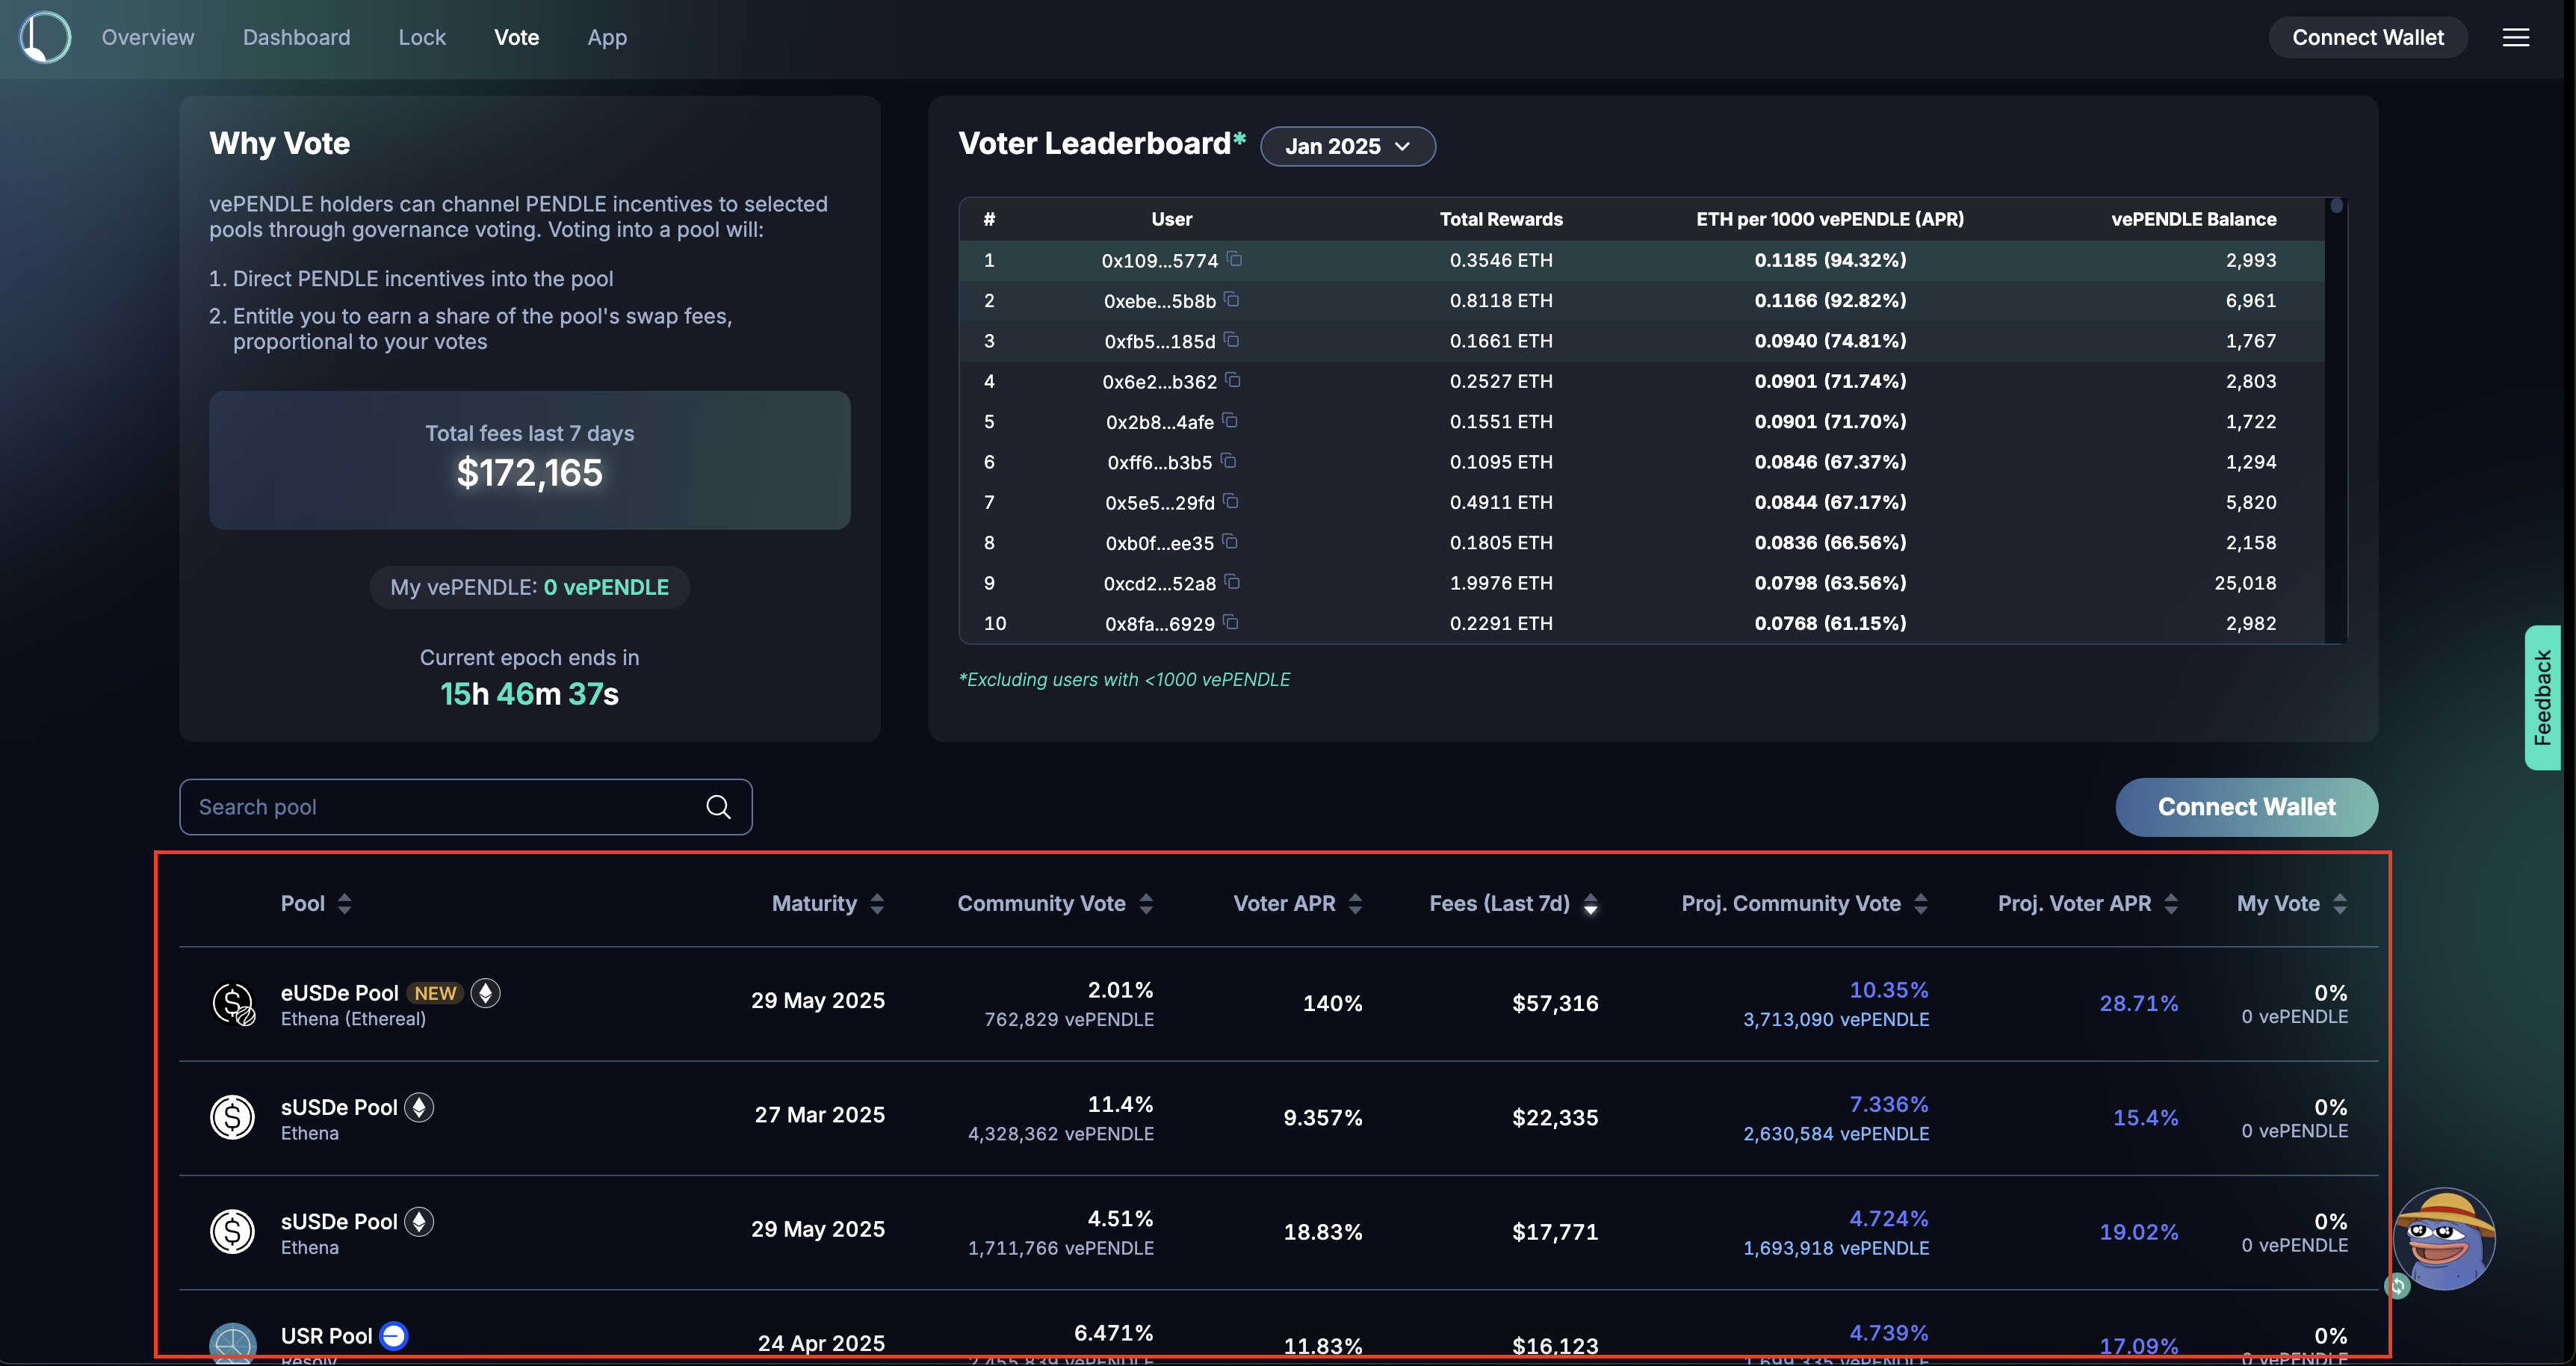 Overview Dashboard Lock Vote App Connect Wallet
Why Vote
vePENDLE holders can channel PENDLE incentives to selected
pools through governance voting. Voting into a pool will:
1. Direct PENDLE incentives into the pool
2. Entitle you to earn a share of the pool's swap fees,
proportional to your votes
Total fees last 7 days
$172,165
My vePENDLE: 0 vePENDLE
Current epoch ends in
15h 46m 37s
Voter Leaderboard* Jan 2025
# User Total Rewards ETH per 1000 vePENDLE (APR) vePENDLE Balance
1 0x109...5774 0.3546 ETH 0.1185 (94.32%) 2,993
2 0xebe...5b8b 0.8118 ETH 0.1166 (92.82%) 6,961
3 0xfb5...185d 0.1661 ETH 0.0940 (74.81%) 1,767
4 0x6e2...b362 0.2527 ETH 0.0901 (71.74%) 2,803
5 0x2b8...4afe 0.1551 ETH 0.0901 (71.70%) 1,722
6 0xff6...b3b5 0.1095 ETH 0.0846 (67.37%) 1,294
7 0x5e5...29fd 0.4911 ETH 0.0844 (67.17%) 5,820
8 0xb0f...ee35 0.1805 ETH 0.0836 (66.56%) 2,158
9 0xcd2...52a8 1.9976 ETH 0.0798 (63.56%) 25,018
10 0x8fa...6929 0.2291 ETH 0.0768 (61.15%) 2,982
*Excluding users with <1000 vePENDLE
Feedback
Search pool
Connect Wallet
Pool Maturity Community Vote Voter APR Fees (Last 7d) Proj. Community Vote Proj. Voter APR My Vote
eUSDe Pool NEW 29 May 2025 2.01% 140% $57,316 10.35% 28.71% 0%
Ethena (Ethereal) 762,829 vePENDLE 3,713,090 vePENDLE 0 vePENDLE
sUSDe Pool 27 Mar 2025 11.4% 9.357% $22,335 7.336% 15.4% 0%
Ethena 4,328,362 vePENDLE 2,630,584 vePENDLE 0 vePENDLE
sUSDe Pool 29 May 2025 4.51% 18.83% $17,771 4.724% 19.02% 0%
Ethena 1,711,766 vePENDLE 1,693,918 vePENDLE 0 vePENDLE
USR Pool 24 Apr 2025 6.471% 11.83% $16,123 4.739% 17.09% 0%